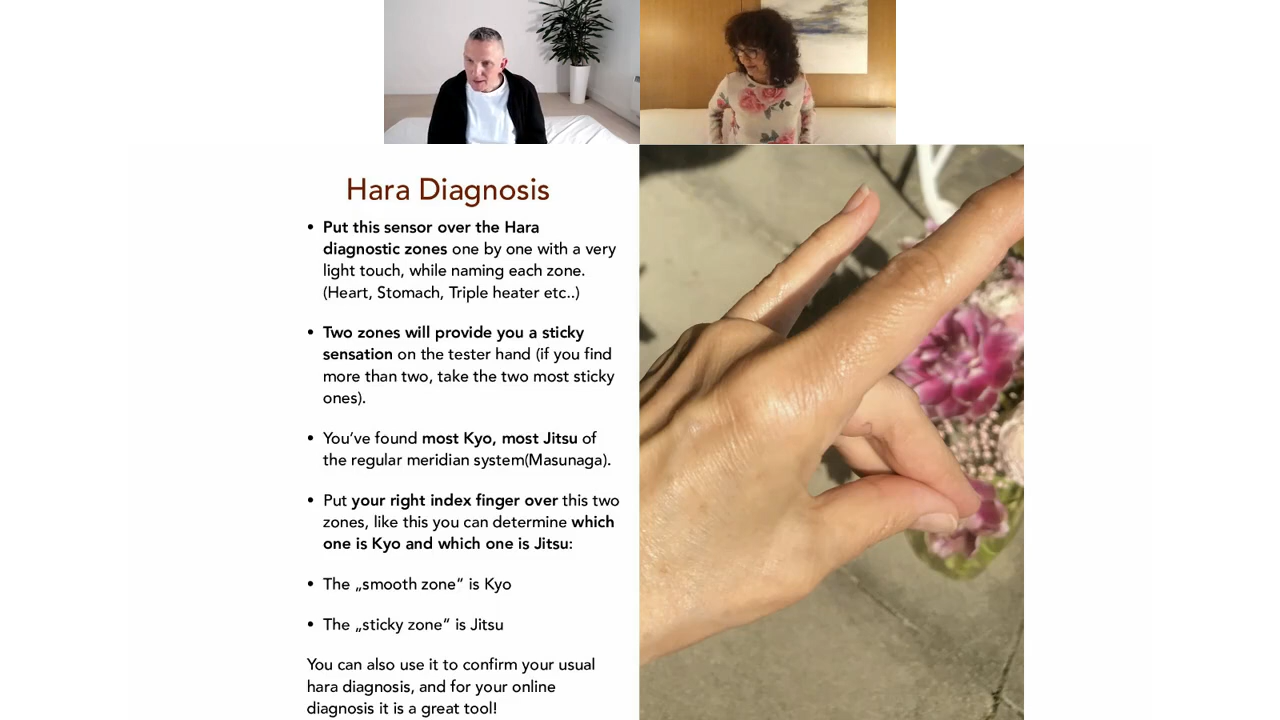 Hara Diagnosis
• Put this sensor over the Hara
diagnostic zones one by one with a very
light touch, while naming each zone.
(Heart, Stomach, Triple heater etc..)
• Two zones will provide you a sticky
sensation on the tester hand (if you find
more than two, take the two most sticky
ones).
• You’ve found most Kyo, most Jitsu of
the regular meridian system(Masunaga).
• Put your right index finger over this two
zones, like this you can determine which
one is Kyo and which one is Jitsu:
• The „smooth zone“ is Kyo
• The „sticky zone“ is Jitsu
You can also use it to confirm your usual
hara diagnosis, and for your online
diagnosis it is a great tool!